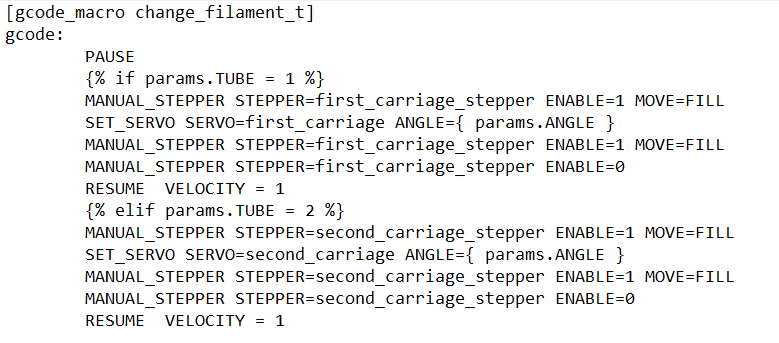 [gcode_macro change_filament_t]
gcode:
PAUSE
{% if params.TUBE = 1 %}
MANUAL_STEPPER STEPPER=first_carriage_stepper ENABLE=1 MOVE=FILL
SET_SERVO SERVO=first_carriage ANGLE={ params.ANGLE }
MANUAL_STEPPER STEPPER=first_carriage_stepper ENABLE=1 MOVE=FILL
MANUAL_STEPPER STEPPER=first_carriage_stepper ENABLE=0
RESUME  VELOCITY = 1
{% elif params.TUBE = 2 %}
MANUAL_STEPPER STEPPER=second_carriage_stepper ENABLE=1 MOVE=FILL
SET_SERVO SERVO=second_carriage ANGLE={ params.ANGLE }
MANUAL_STEPPER STEPPER=second_carriage_stepper ENABLE=1 MOVE=FILL
MANUAL_STEPPER STEPPER=second_carriage_stepper ENABLE=0
RESUME  VELOCITY = 1